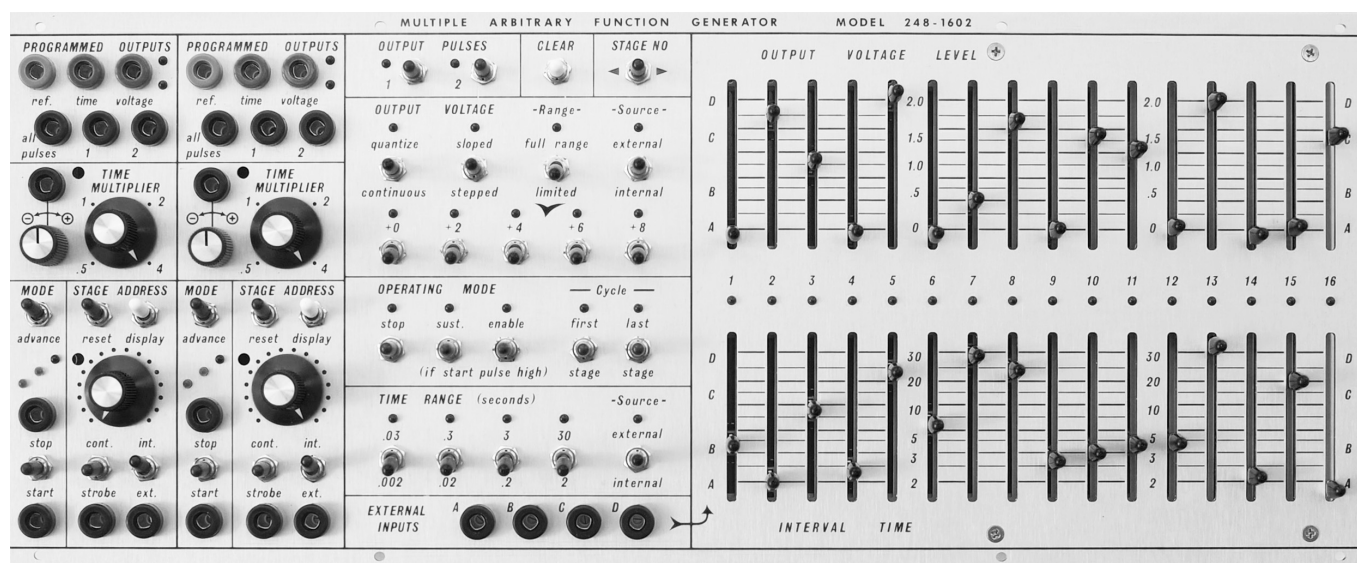 MULTIPLE ARBITRARY FUNCTION GENERATOR MODEL 248-1602
PROGRAMMED OUTPUTS
ref. time voltage
all pulses 1 2
TIME MULTIPLIER
1 2
.5 4
MODE STAGE ADDRESS
advance reset display
stop cont. int.
start strobe ext.
PROGRAMMED OUTPUTS
ref. time voltage
all pulses 1 2
TIME MULTIPLIER
1 2
.5 4
MODE STAGE ADDRESS
advance reset display
stop cont. int.
start strobe ext.
OUTPUT PULSES
1 2
CLEAR
STAGE NO
OUTPUT VOLTAGE -Range- -Source-
quantize sloped full range external
continuous stepped limited internal
+0 +2 +4 +6 +8
OPERATING MODE — Cycle —
stop sust. enable first last
(if start pulse high) stage stage
TIME RANGE (seconds) -Source-
.03 .3 3 30 external
.002 .02 .2 2 internal
EXTERNAL INPUTS A B C D
OUTPUT VOLTAGE LEVEL
D 2.0 2.0 D
C 1.5 1.5 C
1.0 1.0
B .5 .5 B
A 0 0 A
1 2 3 4 5 6 7 8 9 10 11 12 13 14 15 16
D 30 30 D
C 20 20 C
10 10
B 5 5 B
3 3
A 2 2 A
INTERVAL TIME